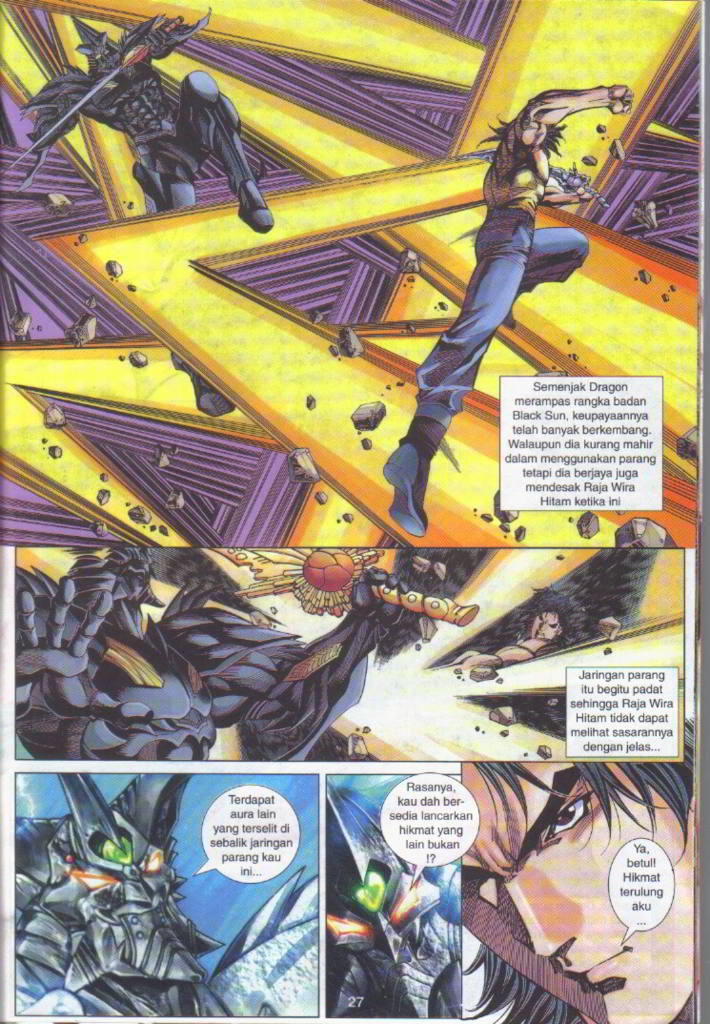 Semenjak Dragon
merampas rangka badan
Black Sun, keupayaannya
telah banyak berkembang.
Walaupun dia kurang mahir
dalam menggunakan parang
tetapi dia berjaya juga
mendesak Raja Wira
Hitam ketika ini
Jaringan parang
itu begitu padat
sehingga Raja Wira
Hitam tidak dapat
melihat sasarannya
dengan jelas...
Terdapat
aura lain
yang terselit di
sebalik jaringan
parang kau
ini...
Rasanya,
kau dah ber-
sedia lancarkan
hikmat yang
lain bukan
!?
Ya,
betul!
Hikmat
terulung
aku
...
27